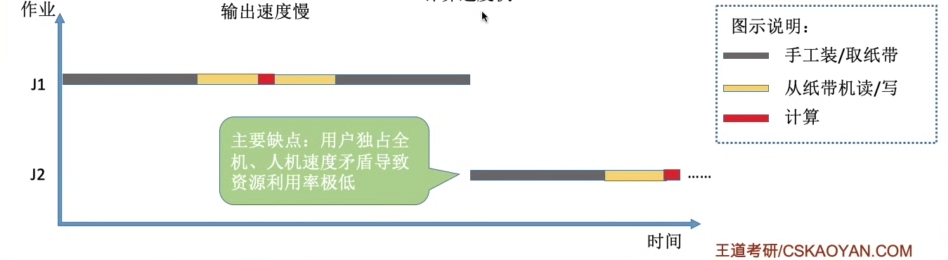 作业
输出速度慢
图示说明：
手工装/取纸带
J1
从纸带机读/写
计算
主要缺点：用户独占全
机、人机速度矛盾导致
资源利用率极低
J2
......
时间
王道考研/CSKAOYAN.COM